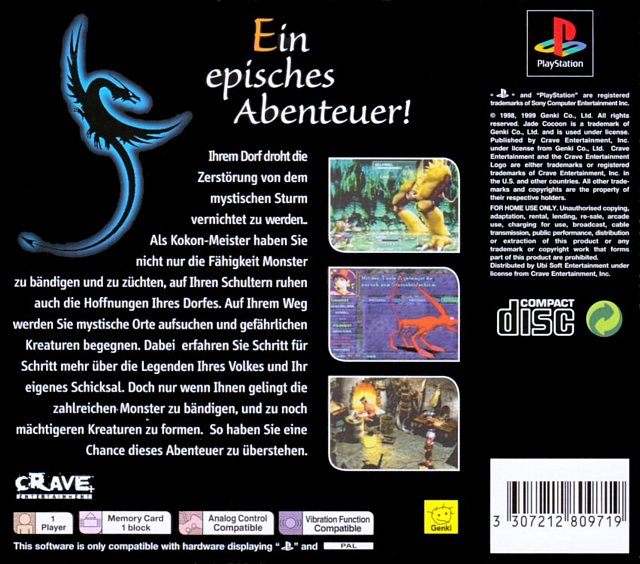 Ein
episches
Abenteuer!
Ihrem Dorf droht die
Zerstörung von dem
mystischen Sturm
vernichtet zu werden..
Als Kokon-Meister haben Sie
nicht nur die Fähigkeit Monster
zu bändigen und zu züchten, auf Ihren Schultern ruhen
auch die Hoffnungen Ihres Dorfes. Auf Ihrem Weg
werden Sie mystische Orte aufsuchen und gefährlichen
Kreaturen begegnen. Dabei erfahren Sie Schritt für
Schritt mehr über die Legenden Ihres Volkes und Ihr
eigenes Schicksal. Doch nur wenn Ihnen gelingt die
zahlreichen Monster zu bändigen, und zu noch
mächtigeren Kreaturen zu formen. So haben Sie eine
Chance dieses Abenteuer zu überstehen.
CRAVE
ENTERTAINMENT
1
Player
Memory Card
1 block
Analog Control
Compatible
Vibration Function
Compatible
This software is only compatible with hardware displaying " " and
PAL
Genki
PlayStation
" " and "PlayStation" are registered
trademarks of Sony Computer Entertainment Inc.
© 1998, 1999 Genki Co., Ltd. All rights
reserved. Jade Cocoon is a trademark of
Genki Co., Ltd. and is used under license.
Published by Crave Entertainment, Inc.
under license from Genki Co., Ltd. Crave
Entertainment and the Crave Entertainment
Logo are either trademarks or registered
trademarks of Crave Entertainment, Inc. in
the U.S. and other countries. All other trade-
marks and copyrights are the property of
their respective holders.
FOR HOME USE ONLY. Unauthorised copying,
adaptation, rental, lending, re-sale, arcade
use, charging for use, broadcast, cable
transmission, public performance, distribution
or extraction of this product or any
trademark or copyright work that forms
part of this product are prohibited.
Distributed by Ubi Soft Entertainment under
license from Crave Entertainment, Inc.
COMPACT
disc
3 307212 809719